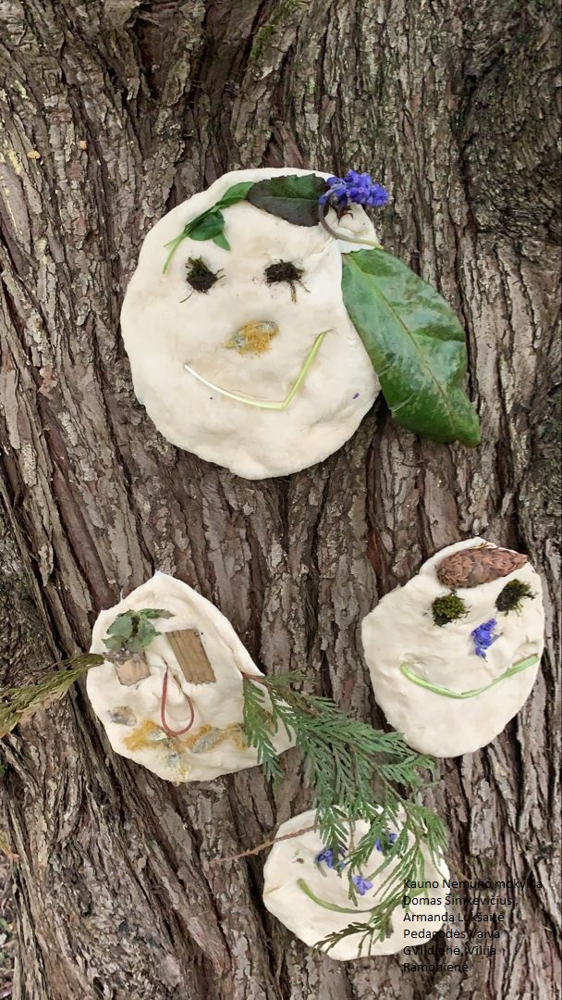 Kauno Nemuno mokykla
Domas Šimkevičius,
Armanda Lukšaitė
Pedagogės Vaiva
GVildienė, Vilija
Ramonienė